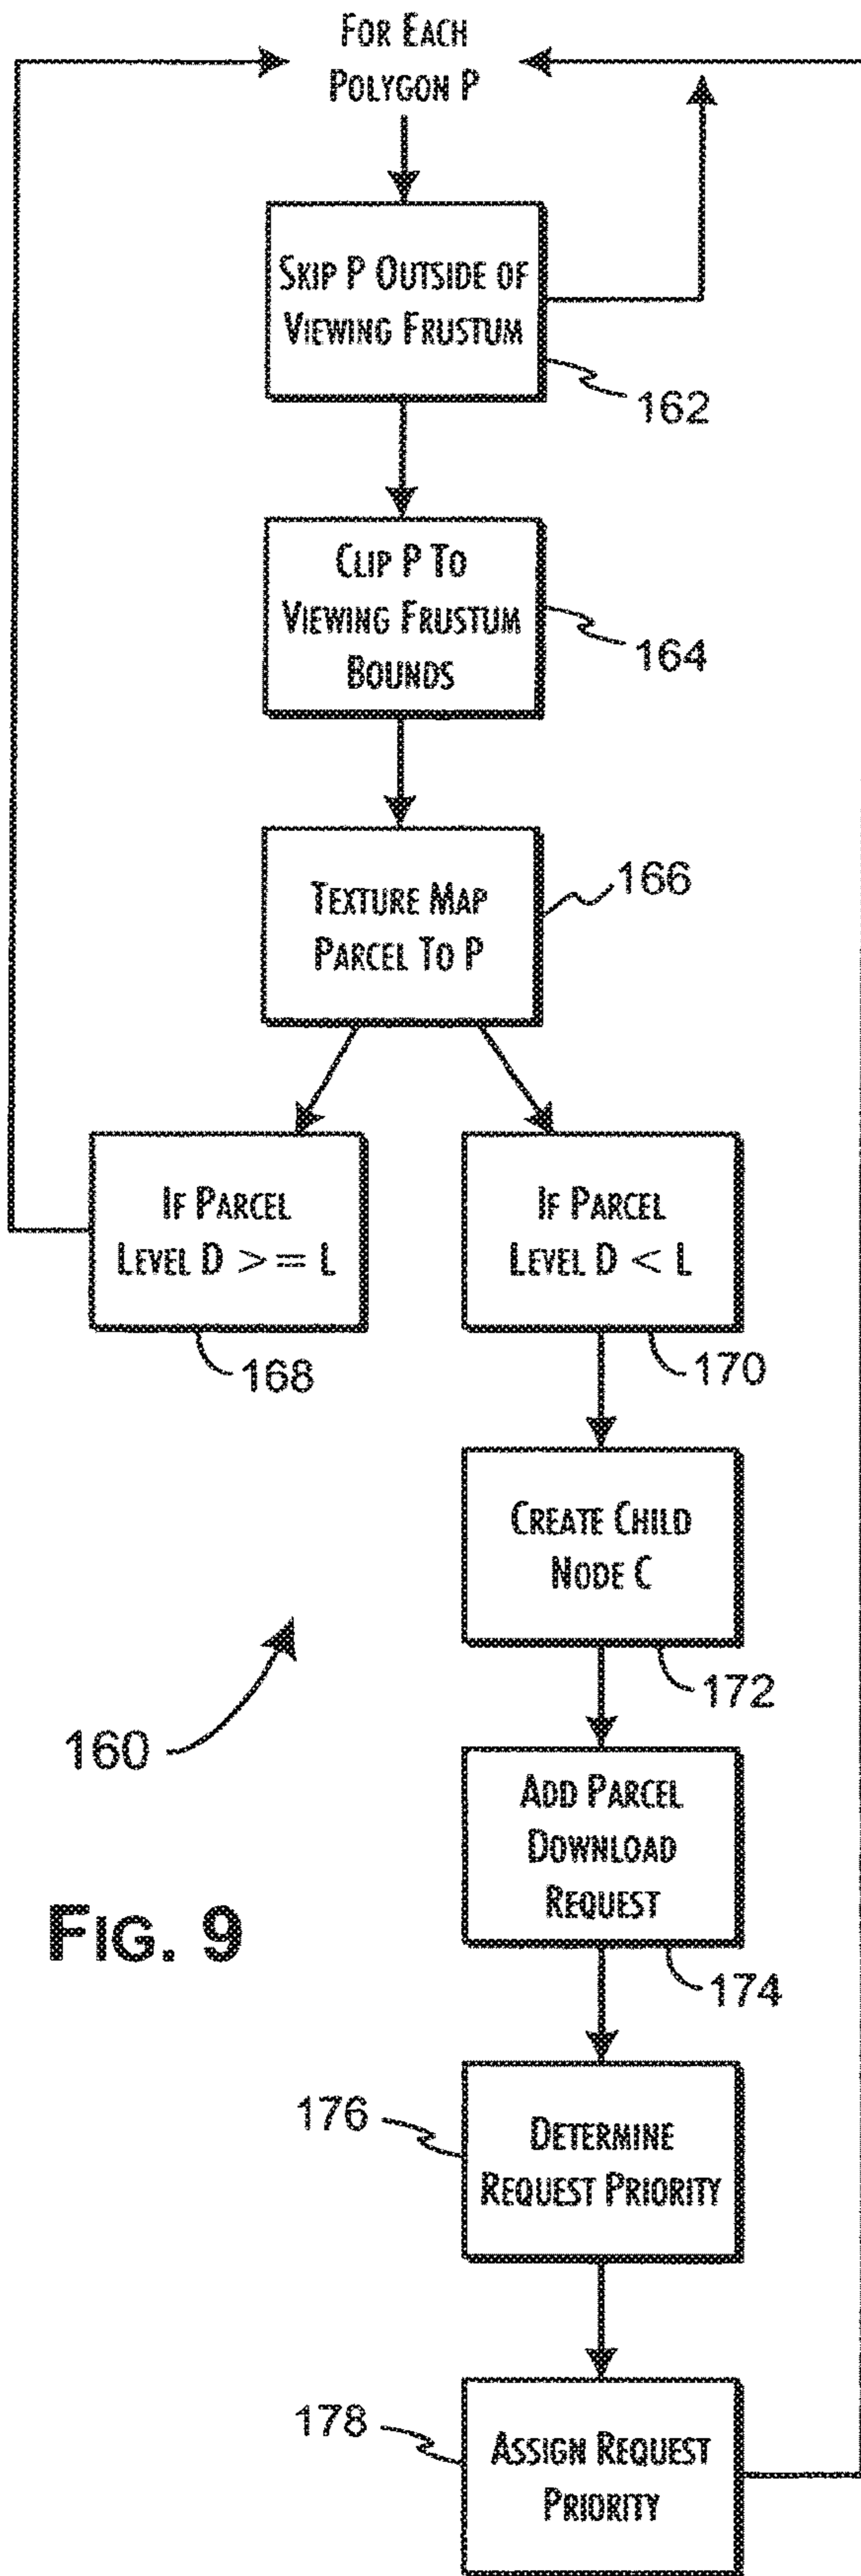 FOR EACH
POLYGON P
SKIP P OUTSIDE OF
VIEWING FRUSTUM
162
CLIP P TO
VIEWING FRUSTUM
BOUNDS
164
TEXTURE MAP
PARCEL TO P
166
IF PARCEL
LEVEL D >= L
168
IF PARCEL
LEVEL D < L
170
CREATE CHILD
NODE C
172
160
ADD PARCEL
DOWNLOAD
REQUEST
174
FIG. 9
DETERMINE
REQUEST PRIORITY
176
ASSIGN REQUEST
PRIORITY
178